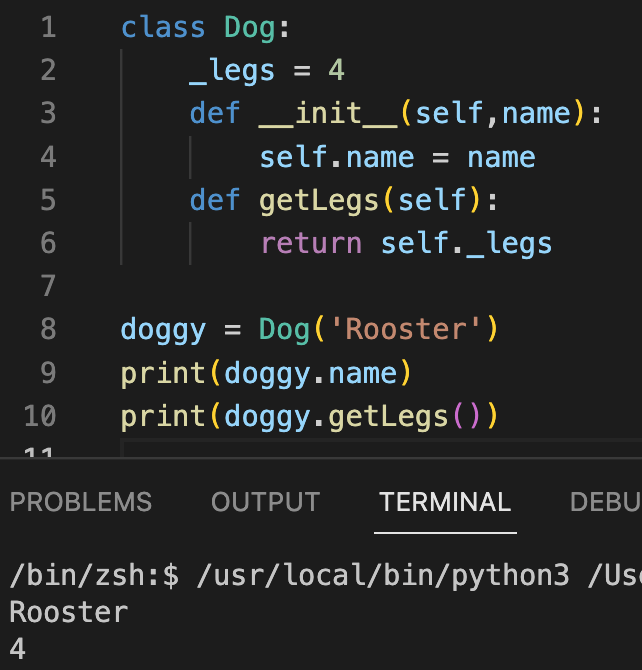 1 class Dog:
2     _legs = 4
3     def __init__(self,name):
4         self.name = name
5     def getLegs(self):
6         return self._legs
7
8 doggy = Dog('Rooster')
9 print(doggy.name)
10 print(doggy.getLegs())
11
PROBLEMS OUTPUT TERMINAL DEBU
/bin/zsh:$ /usr/local/bin/python3 /Use
Rooster
4